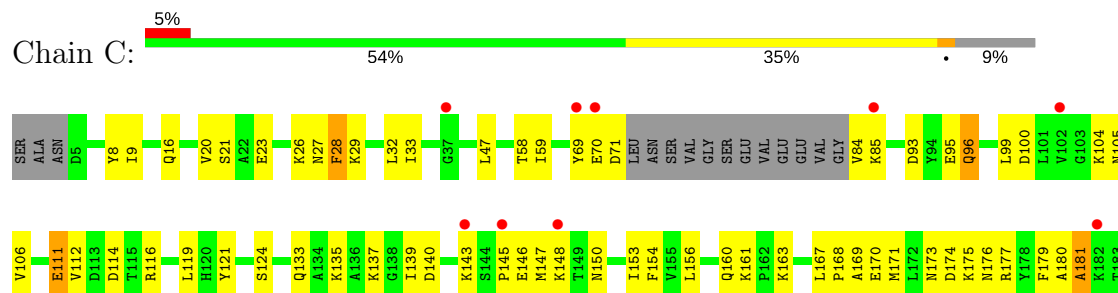 5%
Chain C:
54% 35% • 9%
SER ALA ASN D5 Y8 I9 Q16 V20 S21 A22 E23 K26 N27 F28 K29 L32 I33 G37 L47 T58 I59 Y69 E70 D71 LEU ASN SER VAL GLY SER GLU VAL GLU GLU VAL GLY V84 K85 D93 Y94 E95 Q96 L99 D100 L101 V102 G103 K104 N105
V106 E111 V112 D113 D114 T115 R116 L119 H120 Y121 S124 Q133 A134 K135 A136 K137 G138 I139 D140 K143 S144 P145 E146 M147 K148 T149 N150 I153 F154 V155 L156 Q160 K161 P162 K163 L167 P168 A169 E170 M171 L172 N173 D174 K175 N176 R177 Y178 F179 A180 A181 K182 T183